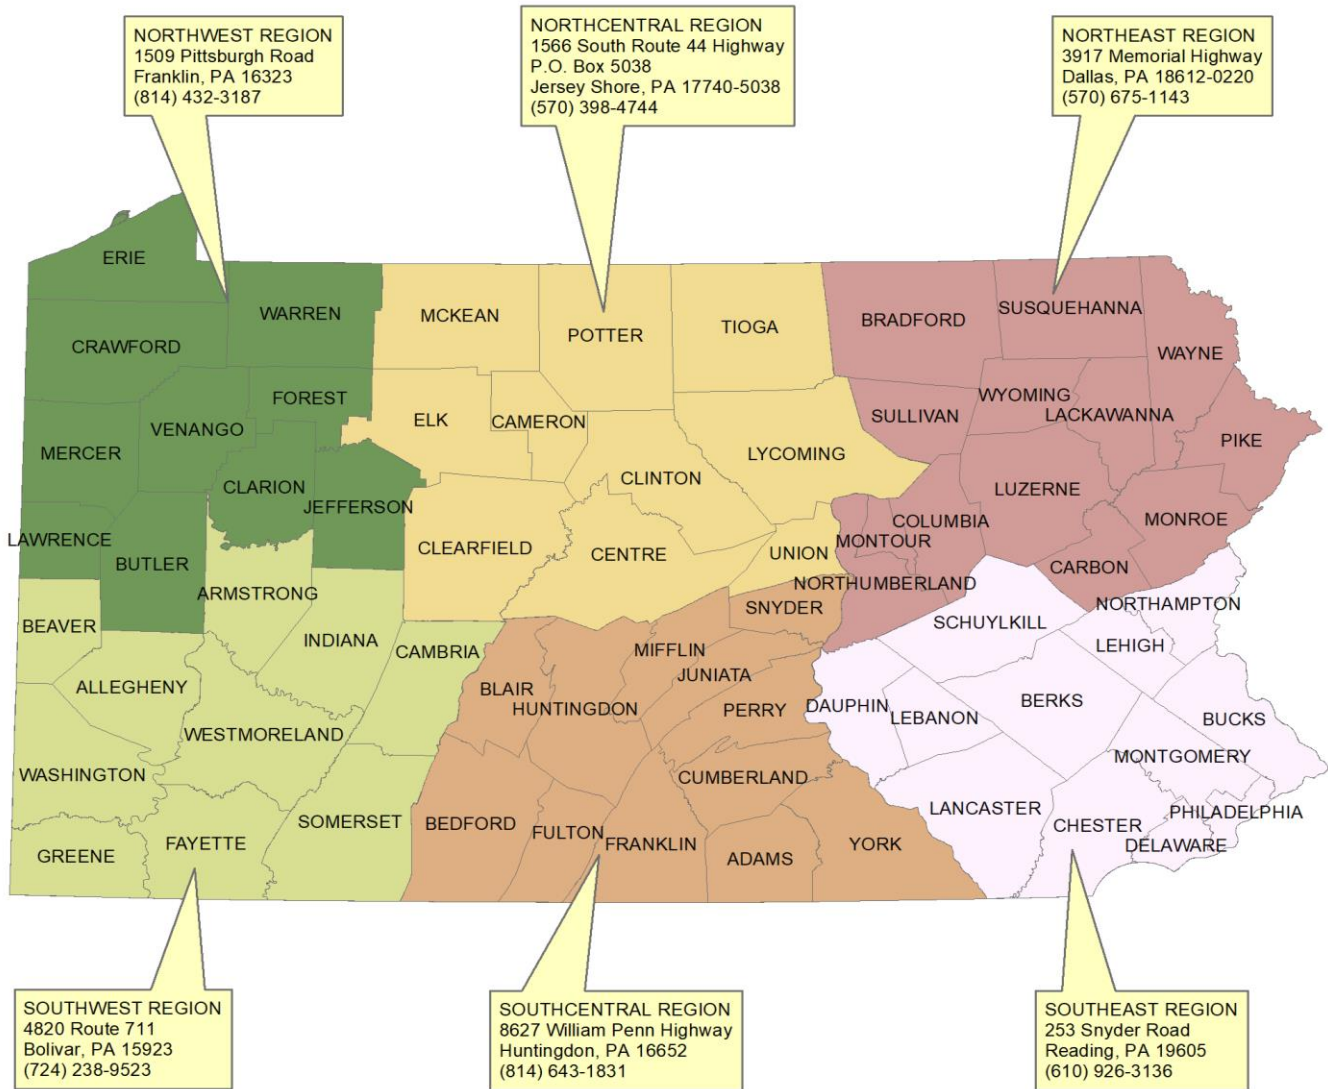 NORTHWEST REGION
1509 Pittsburgh Road
Franklin, PA 16323
(814) 432-3187
NORTHCENTRAL REGION
1566 South Route 44 Highway
P.O. Box 5038
Jersey Shore, PA 17740-5038
(570) 398-4744
NORTHEAST REGION
3917 Memorial Highway
Dallas, PA 18612-0220
(570) 675-1143
ERIE
WARREN
CRAWFORD
FOREST
VENANGO
MERCER
CLARION
JEFFERSON
LAWRENCE
BUTLER
MCKEAN
POTTER
TIOGA
ELK
CAMERON
LYCOMING
CLINTON
CLEARFIELD
CENTRE
UNION
BRADFORD
SUSQUEHANNA
WAYNE
WYOMING
SULLIVAN
LACKAWANNA
PIKE
LUZERNE
COLUMBIA
MONTOUR
MONROE
CARBON
NORTHUMBERLAND
ARMSTRONG
BEAVER
INDIANA
CAMBRIA
ALLEGHENY
WESTMORELAND
WASHINGTON
SOMERSET
FAYETTE
GREENE
SNYDER
MIFFLIN
JUNIATA
BLAIR
HUNTINGDON
PERRY
CUMBERLAND
BEDFORD
FULTON
FRANKLIN
ADAMS
YORK
NORTHAMPTON
SCHUYLKILL
LEHIGH
DAUPHIN
LEBANON
BERKS
BUCKS
MONTGOMERY
LANCASTER
CHESTER
PHILADELPHIA
DELAWARE
SOUTHWEST REGION
4820 Route 711
Bolivar, PA 15923
(724) 238-9523
SOUTHCENTRAL REGION
8627 William Penn Highway
Huntingdon, PA 16652
(814) 643-1831
SOUTHEAST REGION
253 Snyder Road
Reading, PA 19605
(610) 926-3136